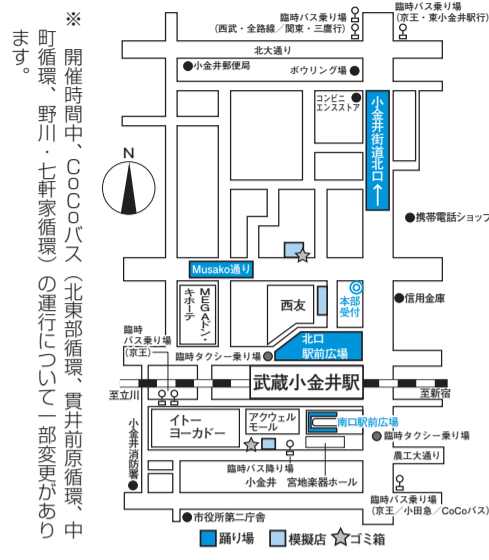 ※ 開催時間中、CoCoバス（北東部循環、貫井前原循環、中
町循環、野川・七軒家循環）の運行について一部変更があり
ます。
臨時バス乗り場
（西武・全路線／関東・三鷹行）
臨時バス乗り場
（京王・東小金井駅行）
北大通り
小金井郵便局
ボウリング場
コンビニ
エンスストア
小金井街道北口→
N
携帯電話ショップ
Musako通り
MEGAドン・
キホーテ
西友
本部
受付
信用金庫
臨時
バス乗り場
（京王）
臨時タクシー乗り場
北口
駅前広場
武蔵小金井駅
至立川
至新宿
イトー
ヨーカドー
アクウェル
モール
南口駅前広場
臨時タクシー乗り場
小金井消防署
農工大通り
臨時バス降り場
小金井 宮地楽器ホール
臨時バス乗り場
（京王／小田急／CoCoバス）
市役所第二庁舎
踊り場
模擬店
ゴミ箱